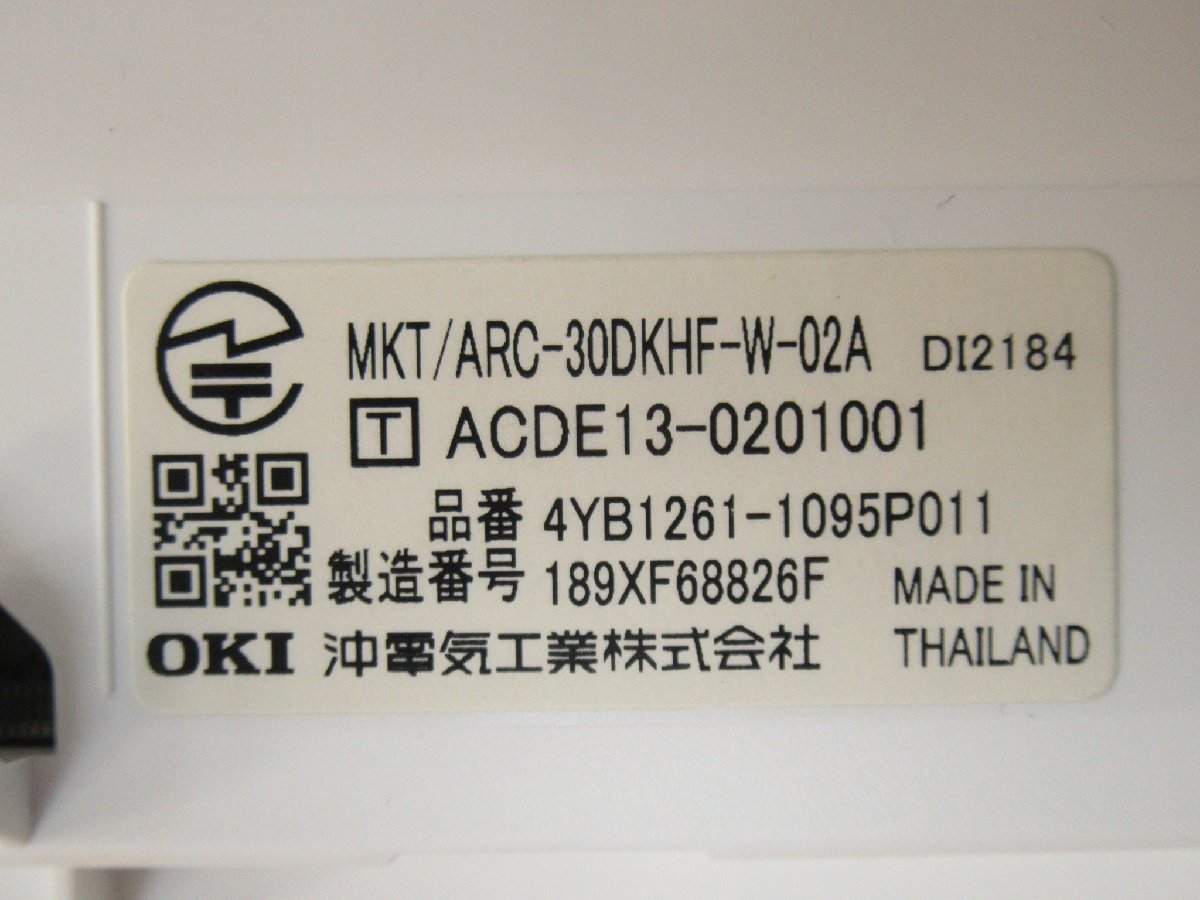 MKT/ARC-30DKHF-W-02A DI2184
T ACDE13-0201001
品番 4YB1261-1095P011
製造番号 189XF68826F MADE IN
OKI 沖電気工業株式会社 THAILAND